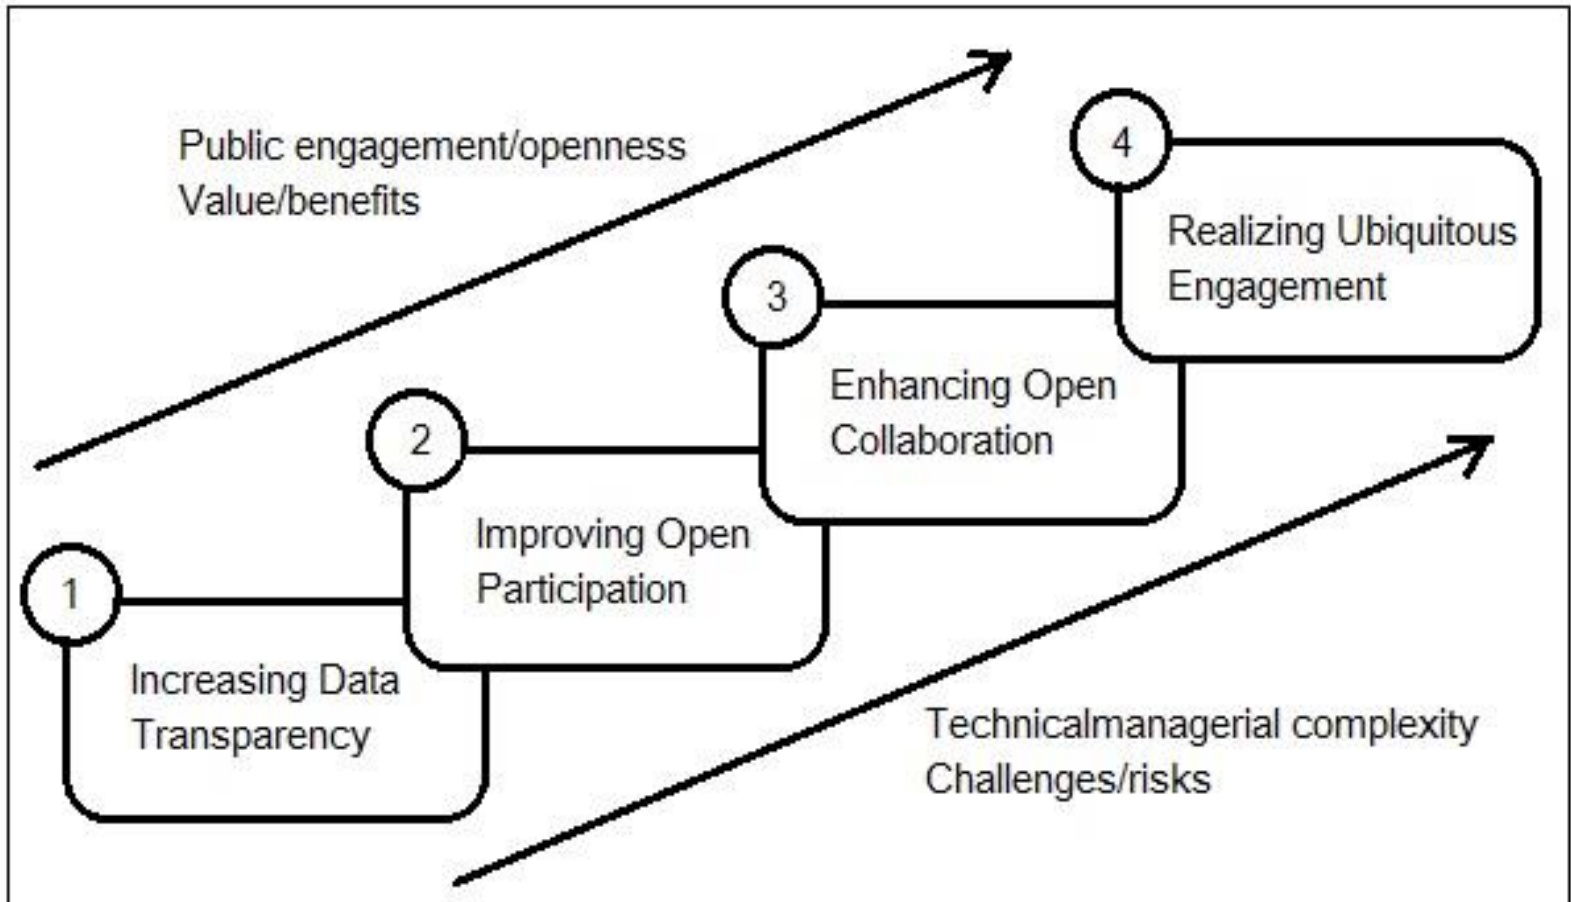 Public engagement/openness
Value/benefits
4
Realizing Ubiquitous
Engagement
3
Enhancing Open
Collaboration
2
Improving Open
Participation
1
Increasing Data
Transparency
Technicalmanagerial complexity
Challenges/risks